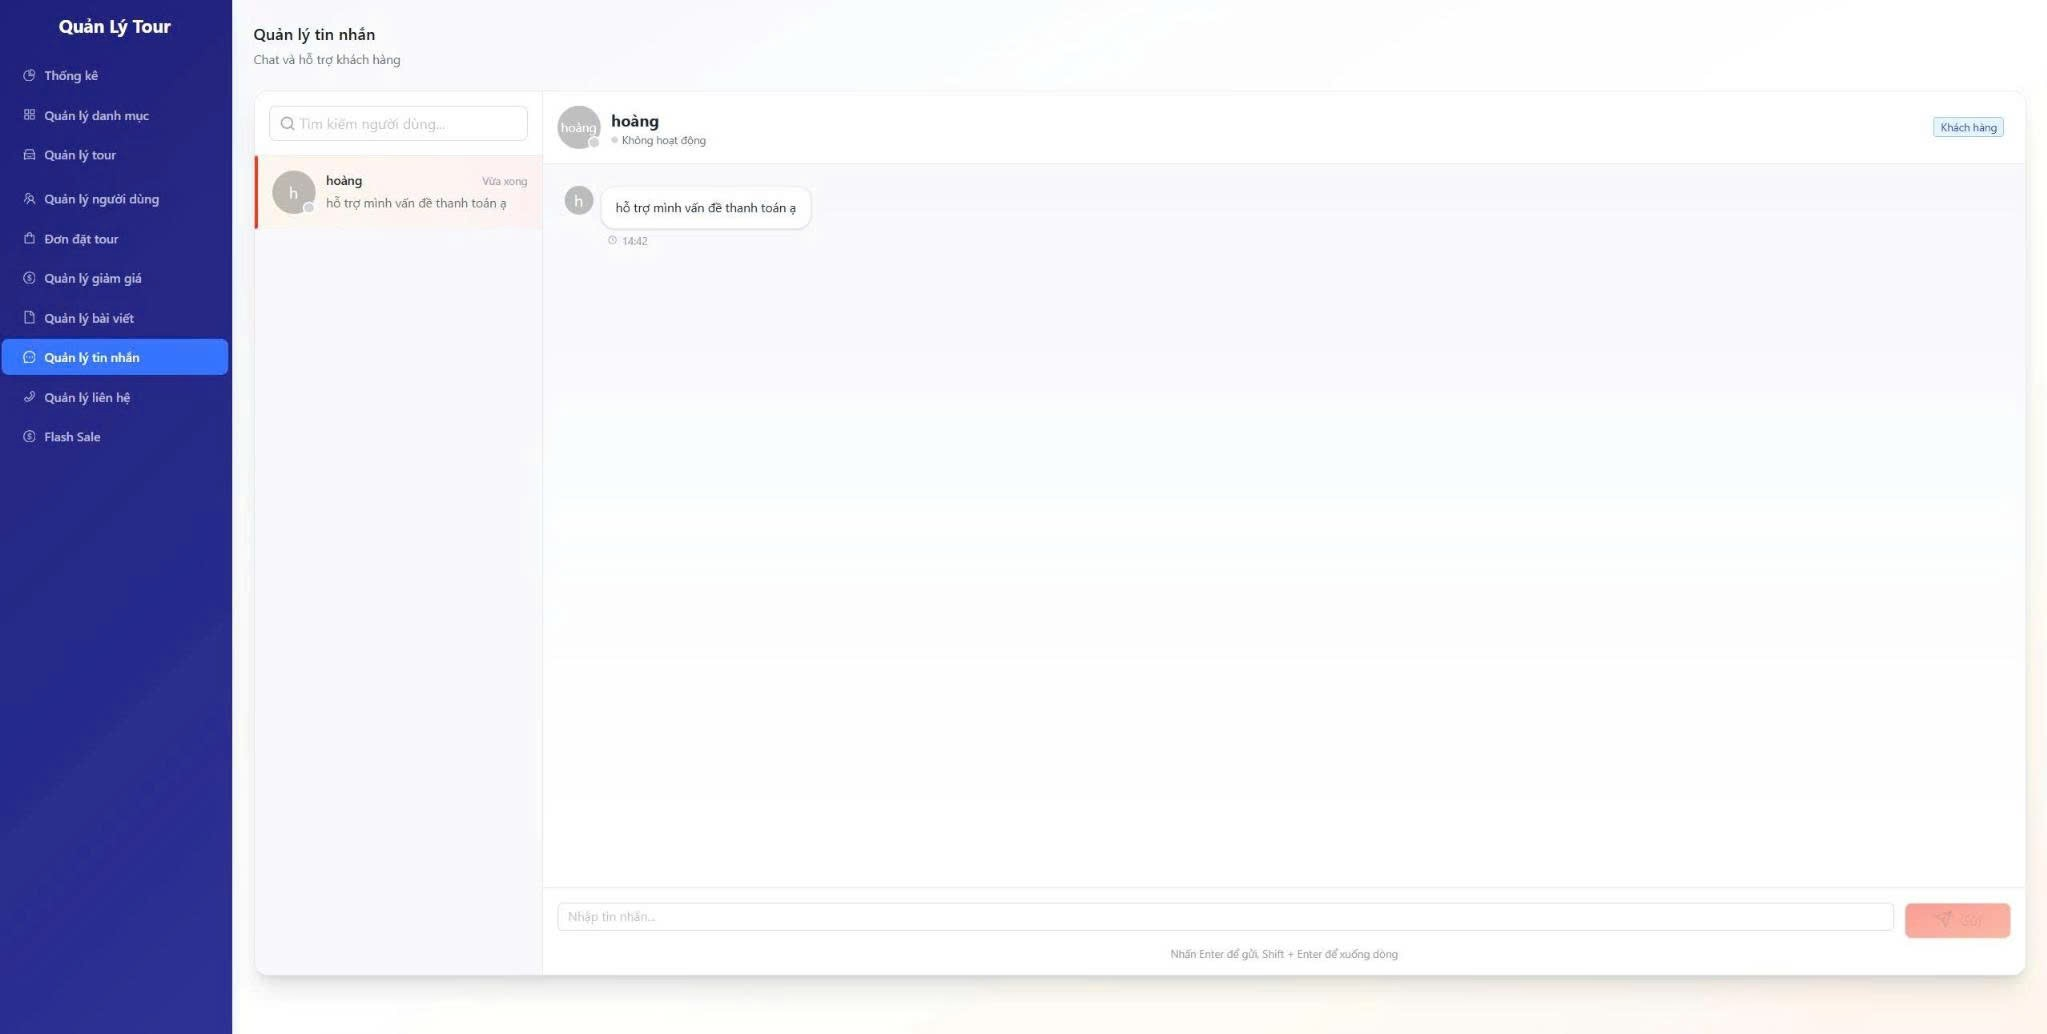 Quản Lý Tour
Thống kê
Quản lý danh mục
Quản lý tour
Quản lý người dùng
Đơn đặt tour
Quản lý giảm giá
Quản lý bài viết
Quản lý tin nhắn
Quản lý liên hệ
Flash Sale
Quản lý tin nhắn
Chat và hỗ trợ khách hàng
Tìm kiếm người dùng...
h
hoàng
Vừa xong
hỗ trợ mình vấn đề thanh toán ạ
hoàng
hoàng
Không hoạt động
Khách hàng
h
hỗ trợ mình vấn đề thanh toán ạ
14:42
Nhập tin nhắn...
Gửi
Nhấn Enter để gửi, Shift + Enter để xuống dòng